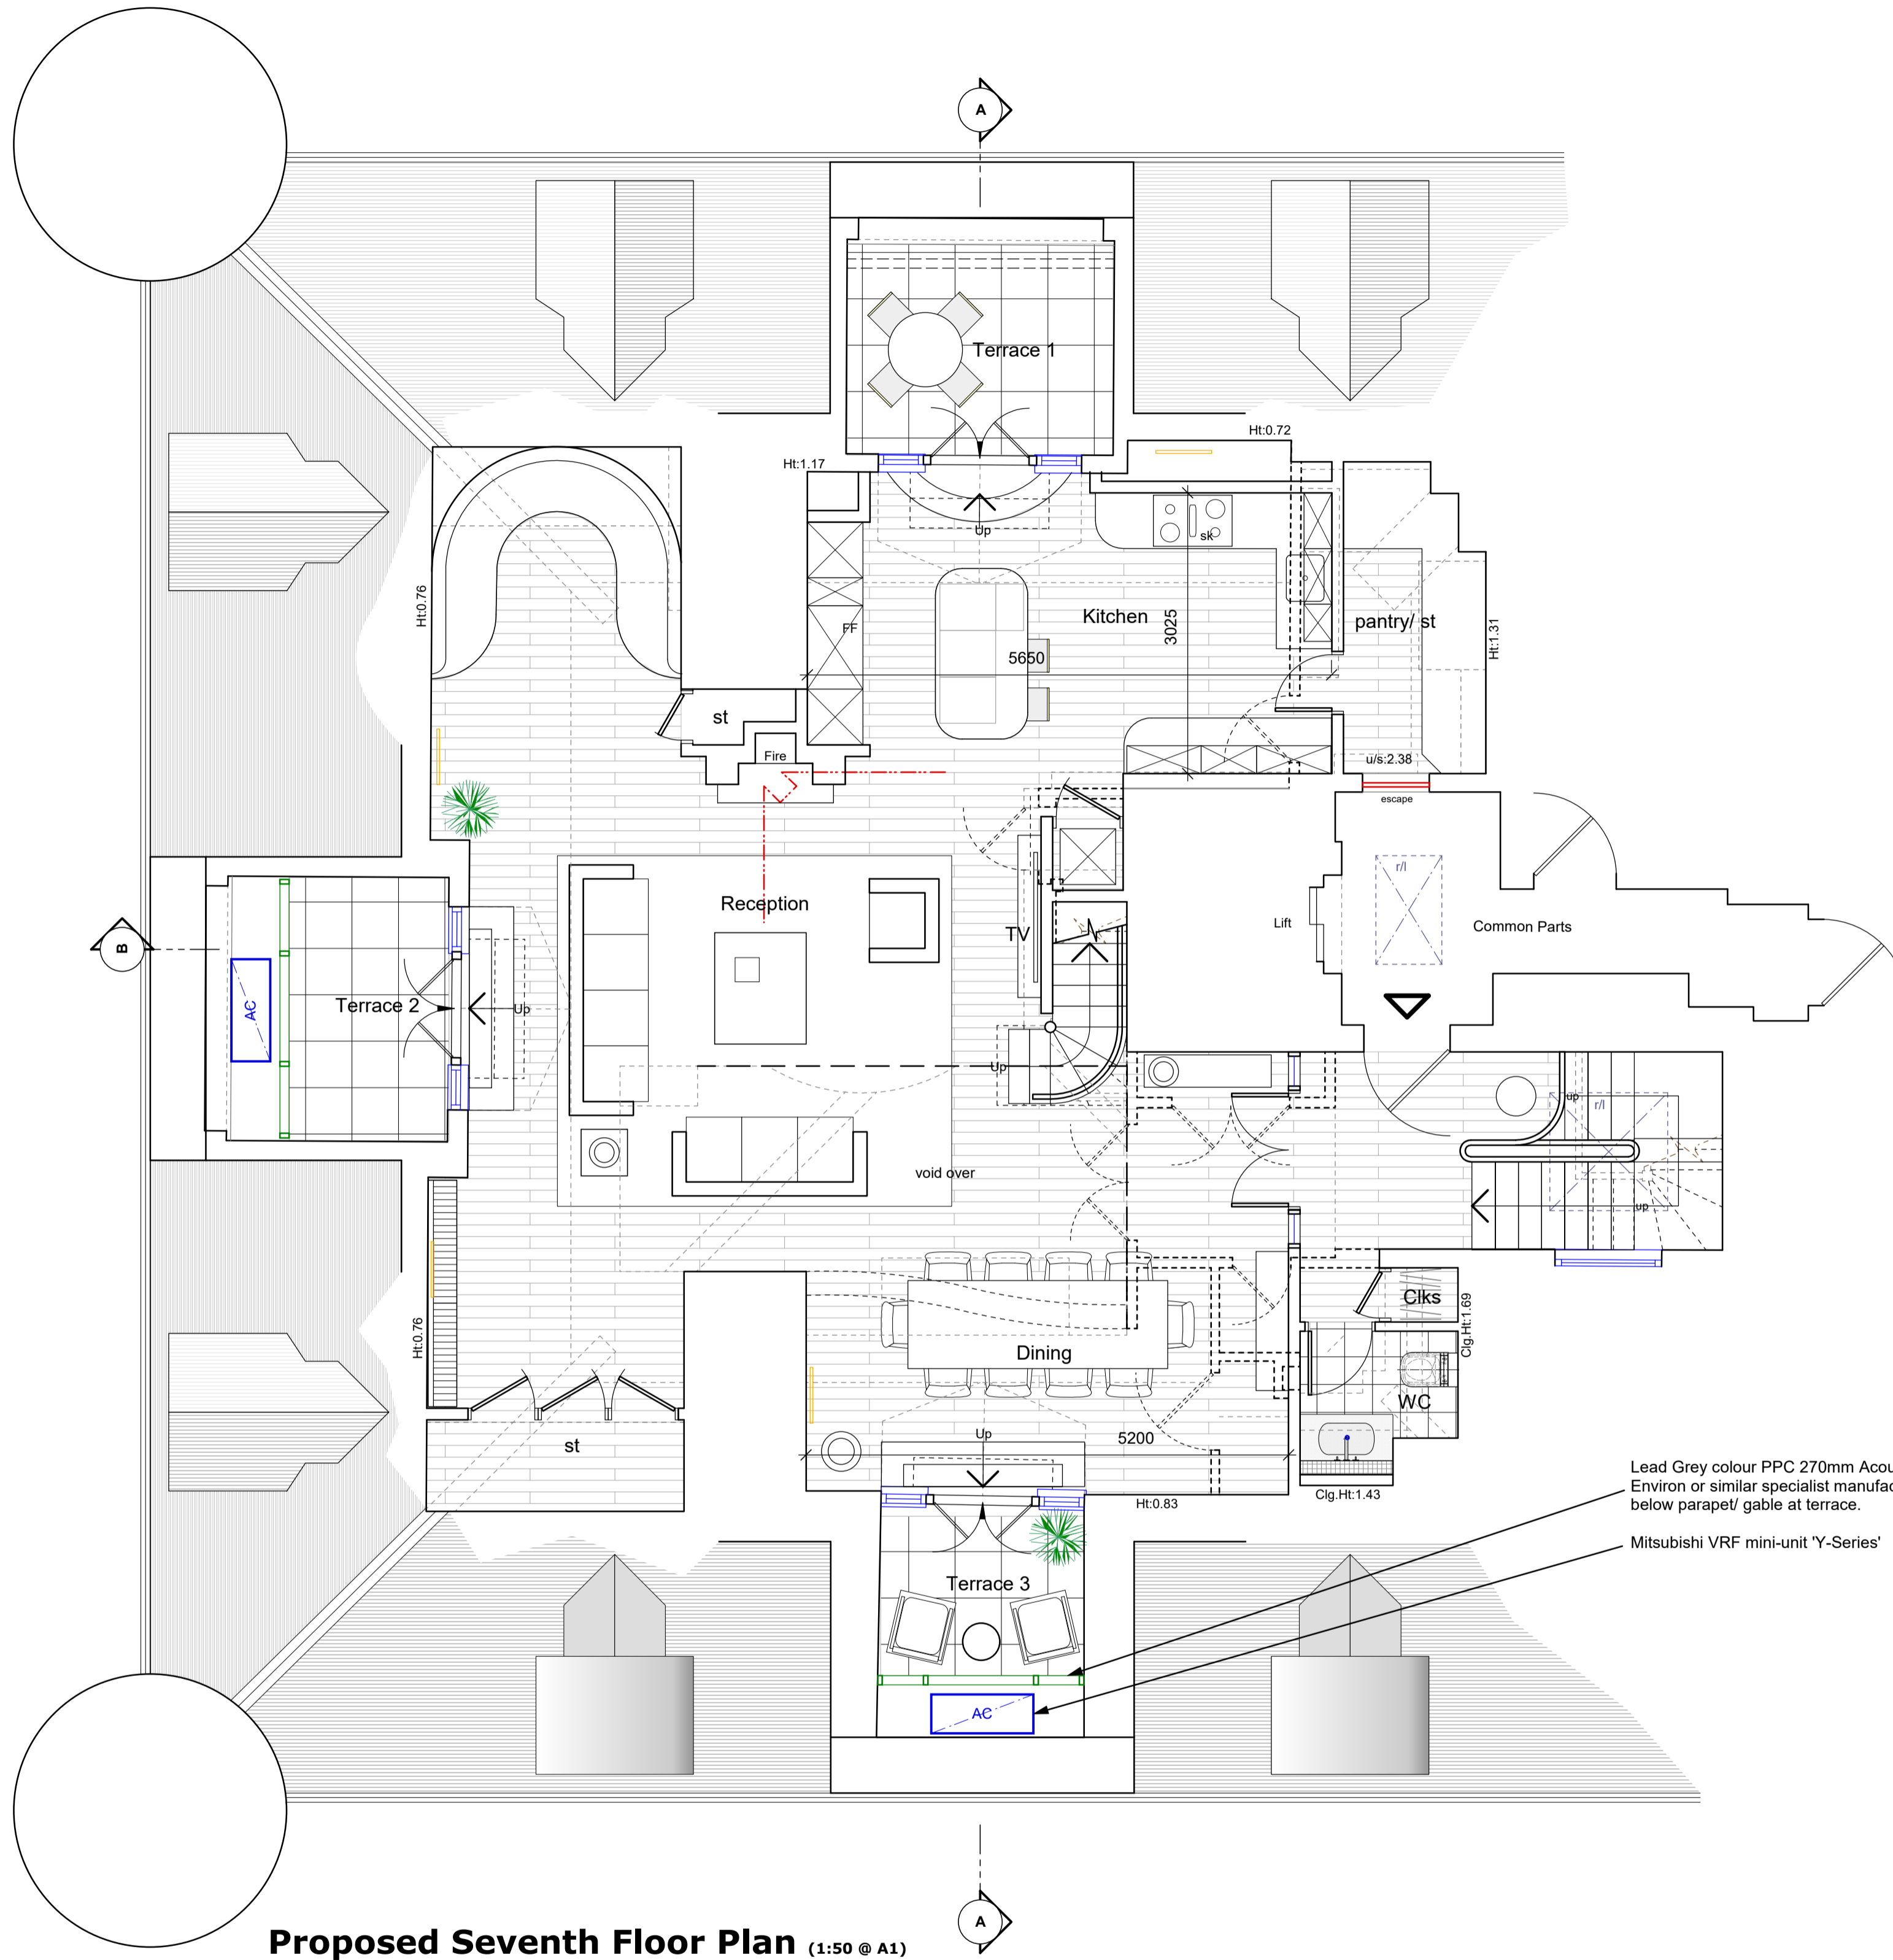 A
Ht:0.72
Terrace 1
Ht:1.17
Up
sk
Ht:0.76
Kitchen
3025
pantry/ st
Ht:1.31
FF
5650
st
Fire
u/s:2.38
escape
r/l
Reception
Lift
Common Parts
TV
B
AC
Terrace 2
Up
Up
up
r/l
void over
up
Clks
Clg.Ht:1.69
Ht:0.76
Dining
WC
st
Up
5200
Lead Grey colour PPC 270mm
Environ or similar specialist
below parapet/ gable at terrace.
Clg.Ht:1.43
Ht:0.83
Mitsubishi VRF mini-unit 'Y-Series'
Terrace 3
AC
A
Proposed Seventh Floor Plan (1:50 @ A1)